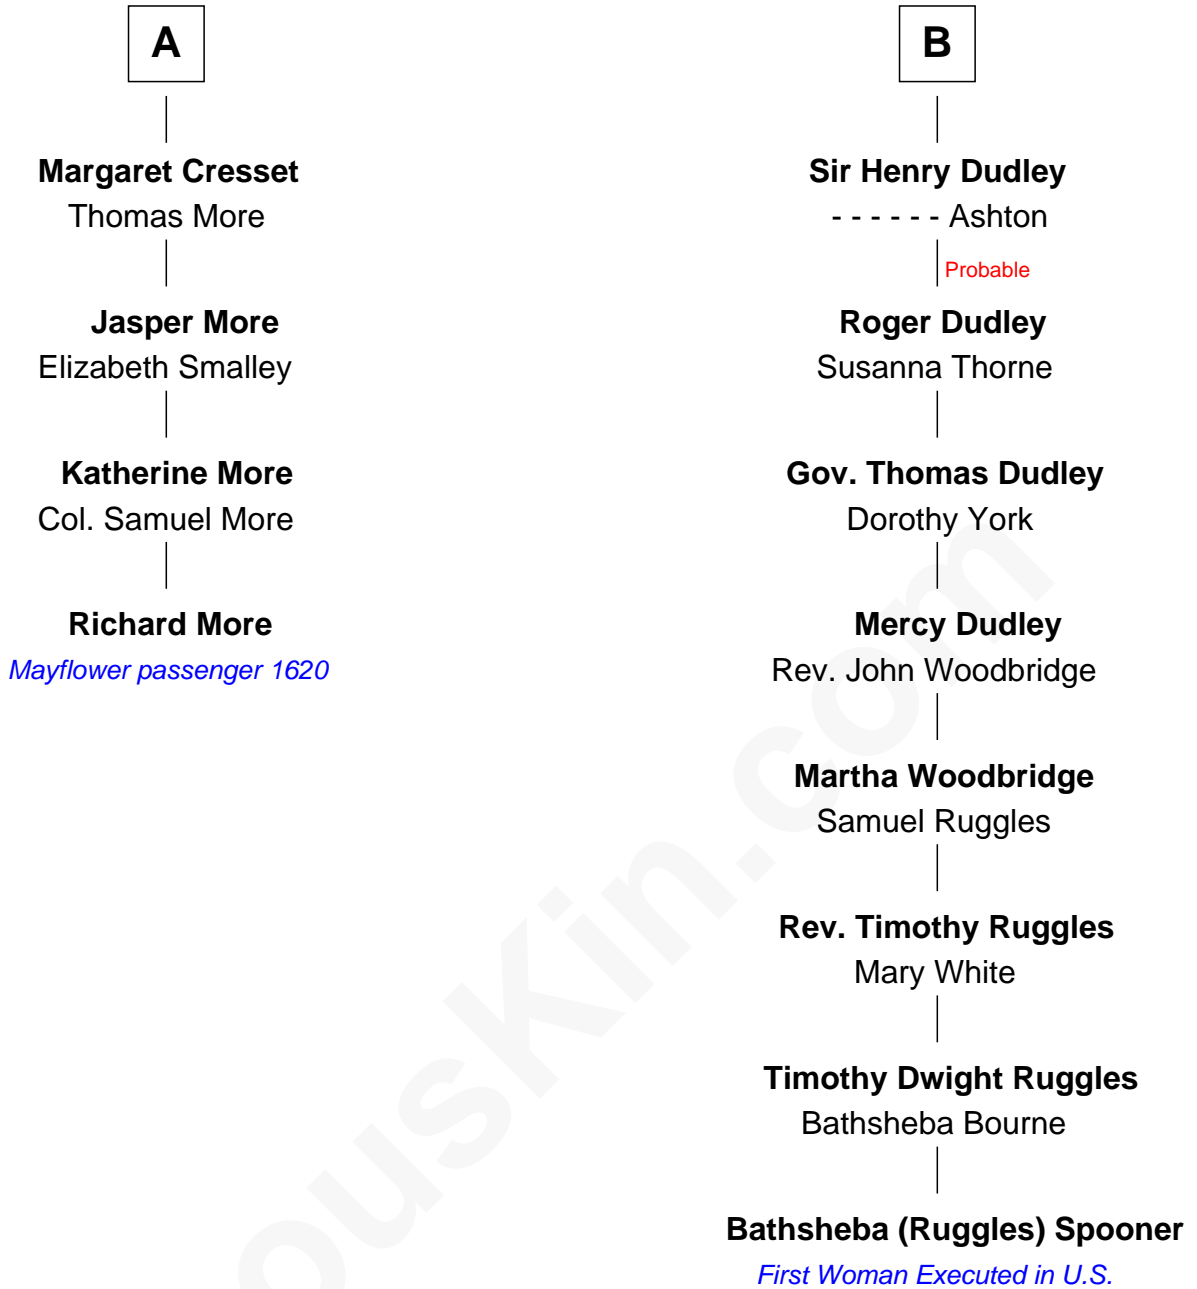 A
Margaret Cresset
Thomas More
Jasper More
Elizabeth Smalley
Katherine More
Col. Samuel More
Richard More
Mayflower passenger 1620
B
Sir Henry Dudley
- - - - - - Ashton
Probable
Roger Dudley
Susanna Thorne
Gov. Thomas Dudley
Dorothy York
Mercy Dudley
Rev. John Woodbridge
Martha Woodbridge
Samuel Ruggles
Rev. Timothy Ruggles
Mary White
Timothy Dwight Ruggles
Bathsheba Bourne
Bathsheba (Ruggles) Spooner
First Woman Executed in U.S.
ousKin.com